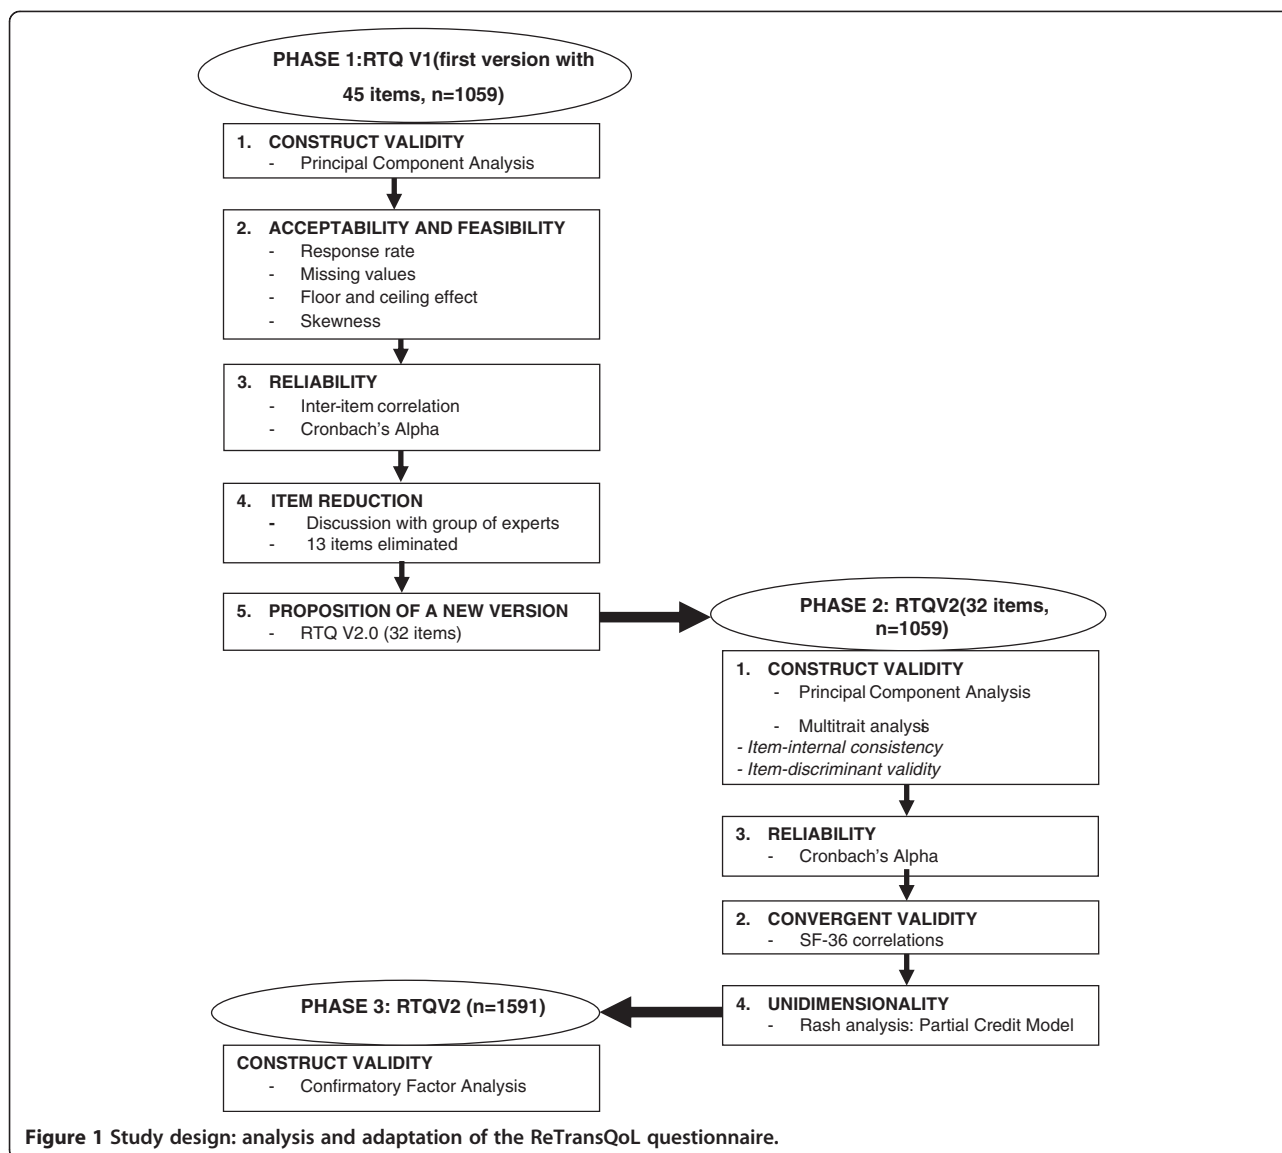 PHASE 1:RTQ V1(first version with
45 items, n=1059)
1. CONSTRUCT VALIDITY
- Principal Component Analysis
2. ACCEPTABILITY AND FEASIBILITY
- Response rate
- Missing values
- Floor and ceiling effect
- Skewness
3. RELIABILITY
- Inter-item correlation
- Cronbach's Alpha
4. ITEM REDUCTION
- Discussion with group of experts
- 13 items eliminated
5. PROPOSITION OF A NEW VERSION
- RTQ V2.0 (32 items)
PHASE 2: RTQV2(32 items,
n=1059)
1. CONSTRUCT VALIDITY
- Principal Component Analysis
- Multitrait analysis
- Item-internal consistency
- Item-discriminant validity
3. RELIABILITY
- Cronbach's Alpha
2. CONVERGENT VALIDITY
- SF-36 correlations
4. UNIDIMENSIONALITY
- Rash analysis: Partial Credit Model
PHASE 3: RTQV2 (n=1591)
CONSTRUCT VALIDITY
- Confirmatory Factor Analysis
Figure 1 Study design: analysis and adaptation of the ReTransQoL questionnaire.